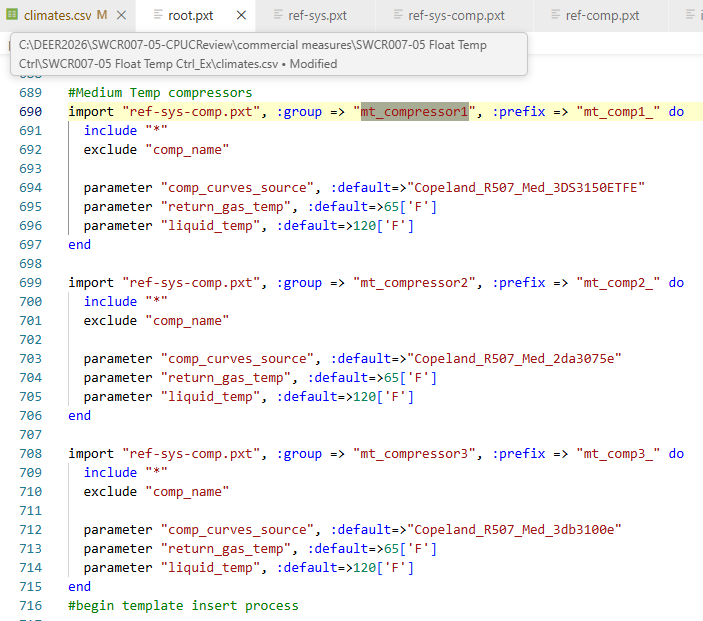 climates.csv M
root.pxt
ref-sys.pxt
ref-sys-comp.pxt
ref-comp.pxt
C:\DEER2026\SWCR007-05-CPUCReview\commercial measures\SWCR007-05 Float Temp
Ctrl\SWCR007-05 Float Temp Ctrl_Ex\climates.csv • Modified
689 #Medium Temp compressors
690 import "ref-sys-comp.pxt", :group => "mt_compressor1", :prefix => "mt_comp1_" do
691 include "*"
692 exclude "comp_name"
693
694 parameter "comp_curves_source", :default=>"Copeland_R507_Med_3DS3150ETFE"
695 parameter "return_gas_temp", :default=>65['F']
696 parameter "liquid_temp", :default=>120['F']
697 end
698
699 import "ref-sys-comp.pxt", :group => "mt_compressor2", :prefix => "mt_comp2_" do
700 include "*"
701 exclude "comp_name"
702
703 parameter "comp_curves_source", :default=>"Copeland_R507_Med_2da3075e"
704 parameter "return_gas_temp", :default=>65['F']
705 parameter "liquid_temp", :default=>120['F']
706 end
707
708 import "ref-sys-comp.pxt", :group => "mt_compressor3", :prefix => "mt_comp3_" do
709 include "*"
710 exclude "comp_name"
711
712 parameter "comp_curves_source", :default=>"Copeland_R507_Med_3db3100e"
713 parameter "return_gas_temp", :default=>65['F']
714 parameter "liquid_temp", :default=>120['F']
715 end
716 #begin template insert process